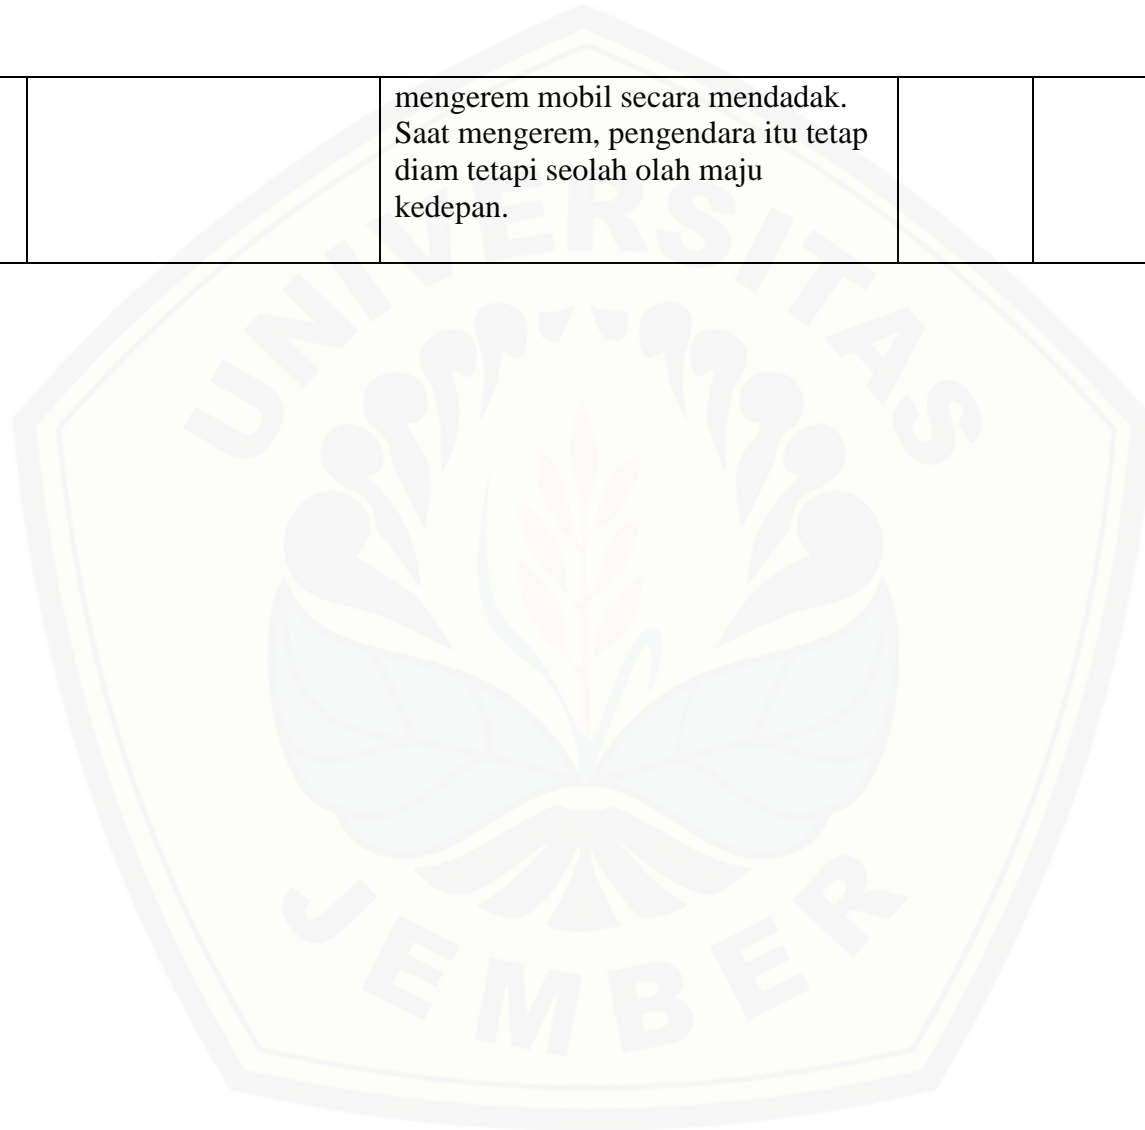 mengerem mobil secara mendadak.
Saat mengerem, pengendara itu tetap
diam tetapi seolah olah maju
kedepan.
UNIVERSITAS
JEMBER